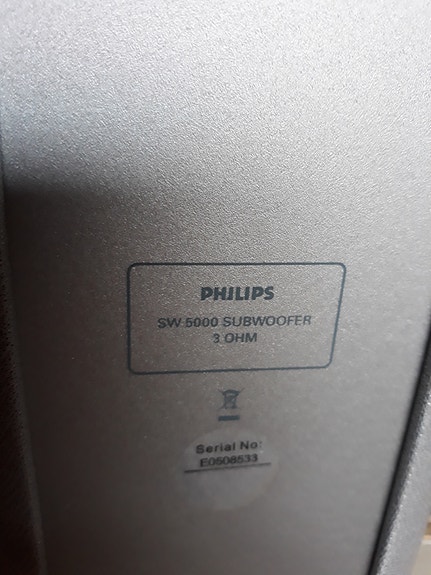 PHILIPS
SW 5000 SUBWOOFER
3 OHM
Serial No:
E0508533